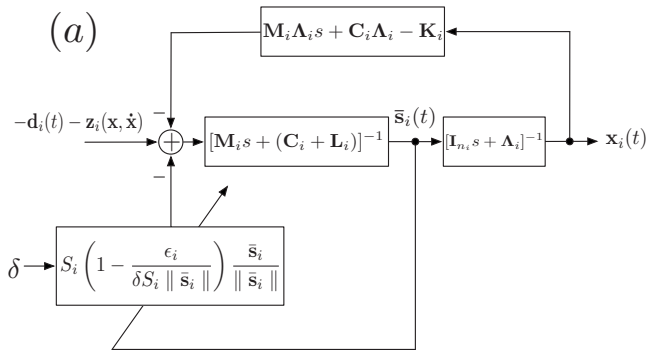 (a)
M_iΛ_is + C_iΛ_i − K_i
−
−d_i(t) − z_i(x, ẋ)
+
[M_is + (C_i + L_i)]^{-1}
s̄_i(t)
[I_{n_i}s + Λ_i]^{-1}
x_i(t)
−
δ
S_i (1 − ϵ_i / (δS_i ‖ s̄_i ‖)) s̄_i / ‖ s̄_i ‖